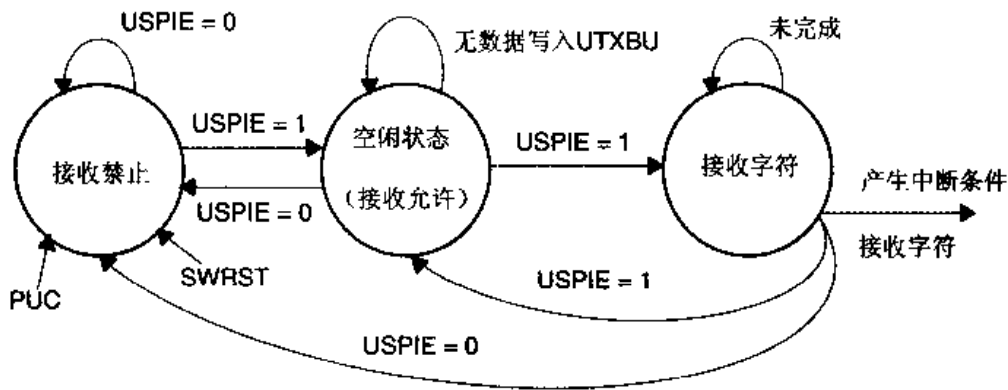 USPIE = 0
无数据写入UTXBU
未完成
USPIE = 1
空闲状态
USPIE = 1
接收禁止
接收字符
（接收允许）
USPIE = 0
产生中断条件
接收字符
SWRST
PUC
USPIE = 1
USPIE = 0